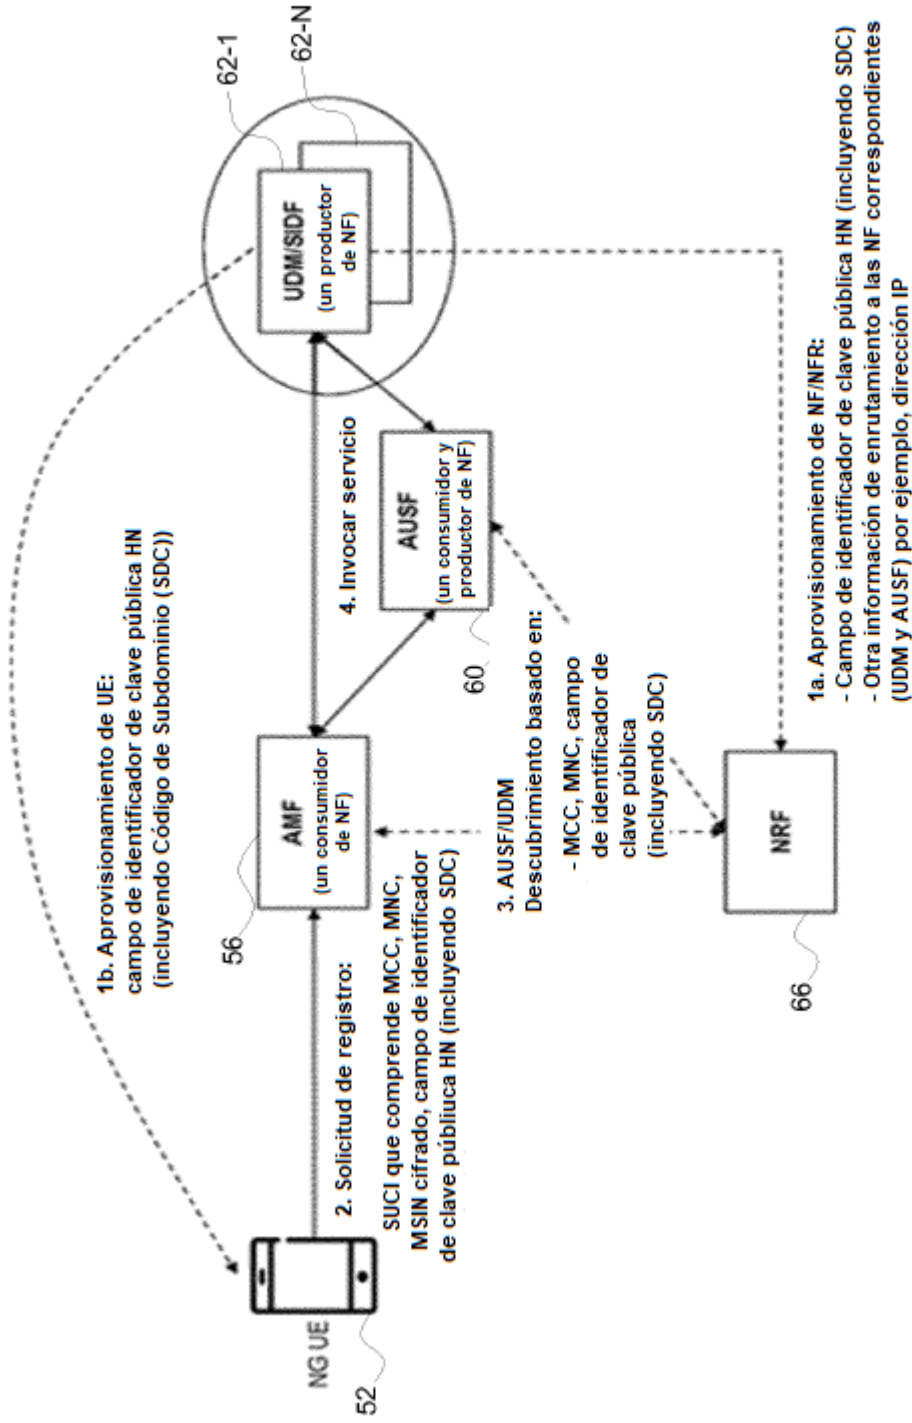 1b. Aprovisionamiento de UE:
campo de identificador de clave pública HN
(incluyendo Código de Subdominio (SDC))
62-1
62-N
UDM/SIDF
(un productor
de NF)
56
AMF
(un consumidor
de NF)
4. Invocar servicio
AUSF
(un consumidor y
productor de NF)
60
NG UE
52
2. Solicitud de registro:
SUCI que comprende MCC, MNC,
MSIN cifrado, campo de identificador
de clave públiuca HN (incluyendo SDC)
3. AUSF/UDM
Descubrimiento basado en:
- MCC, MNC, campo
de identificador de
clave pública
(incluyendo SDC)
NRF
66
1a. Aprovisionamiento de NF/NFR:
- Campo de identificador de clave pública HN (incluyendo SDC)
- Otra información de enrutamiento a las NF correspondientes
(UDM y AUSF) por ejemplo, dirección IP